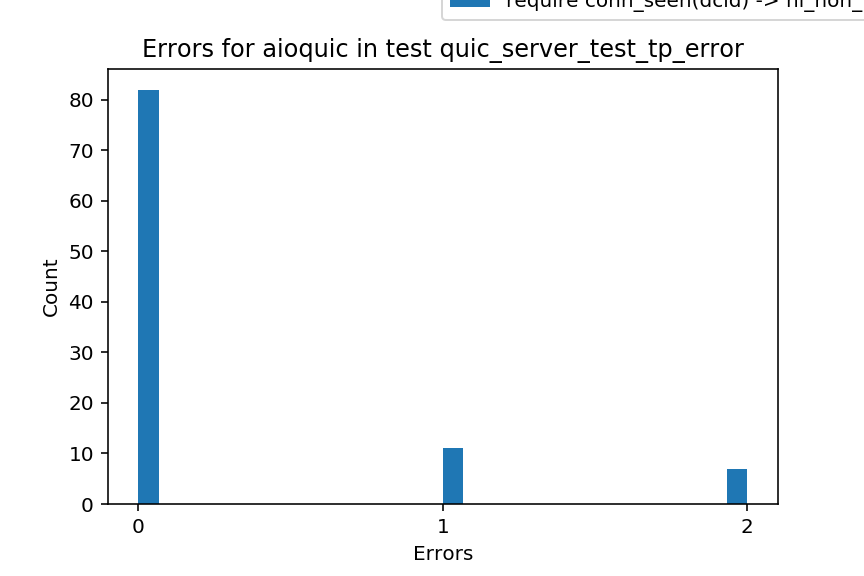 require conn_seen(dcid) -> hi_non_
Errors for aioquic in test quic_server_test_tp_error
80
70
60
50
40
30
20
10
0
Count
0 1 2
Errors